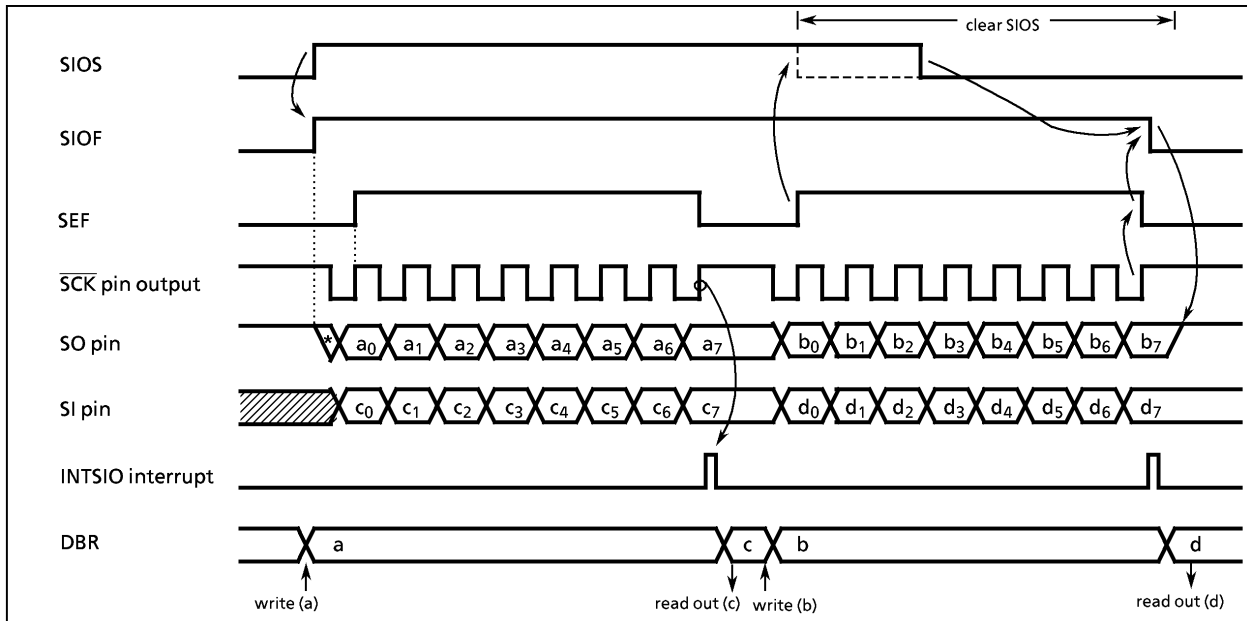 clear SIOS
SIOS
SIOF
SEF
SCK pin output
SO pin * a0 a1 a2 a3 a4 a5 a6 a7 b0 b1 b2 b3 b4 b5 b6 b7
SI pin c0 c1 c2 c3 c4 c5 c6 c7 d0 d1 d2 d3 d4 d5 d6 d7
INTSIO interrupt
DBR a c b d
write (a) read out (c) write (b) read out (d)